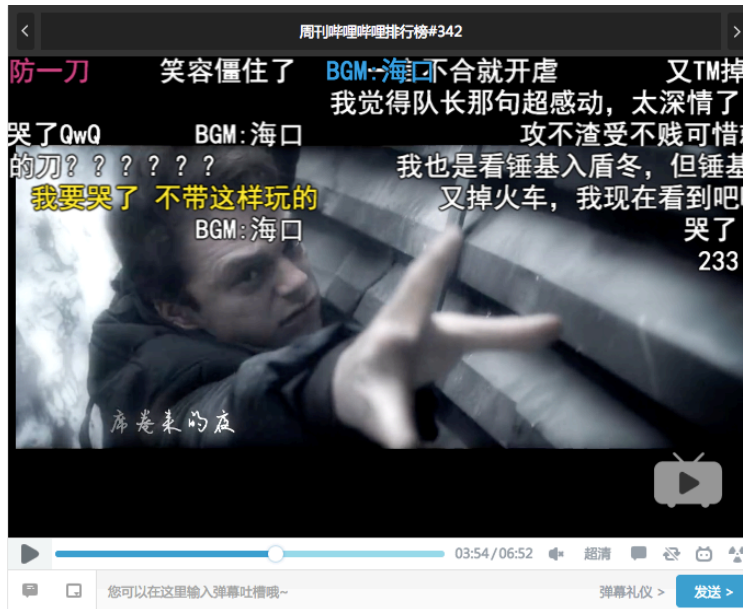 周刊哔哩哔哩排行榜#342
防一刀 笑容僵住了 BGM:海口 不合就开虐 又TM掉
我觉得队长那句超感动，太深情了
哭了QwQ BGM:海口 攻不渣受不贱可惜
的刀？？？？？？ 我也是看锤基入盾冬，但锤基
我要哭了 不带这样玩的 又掉火车，我现在看到吧
BGM:海口 哭了
233
席卷来的夜
03:54/06:52 超清
您可以在这里输入弹幕吐槽哦~ 弹幕礼仪 > 发送 >